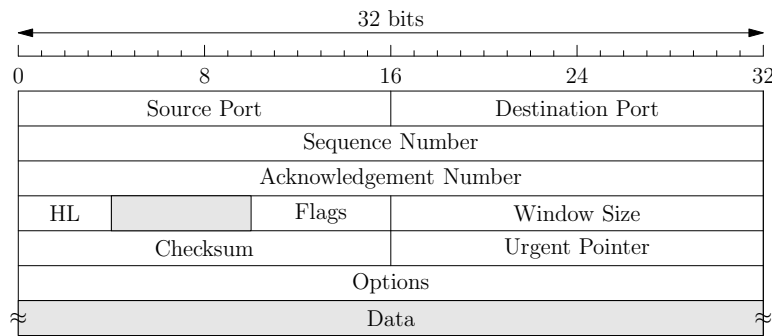 32 bits
0 8 16 24 32
Source Port Destination Port
Sequence Number
Acknowledgement Number
HL Flags Window Size
Checksum Urgent Pointer
Options
≈ Data ≈